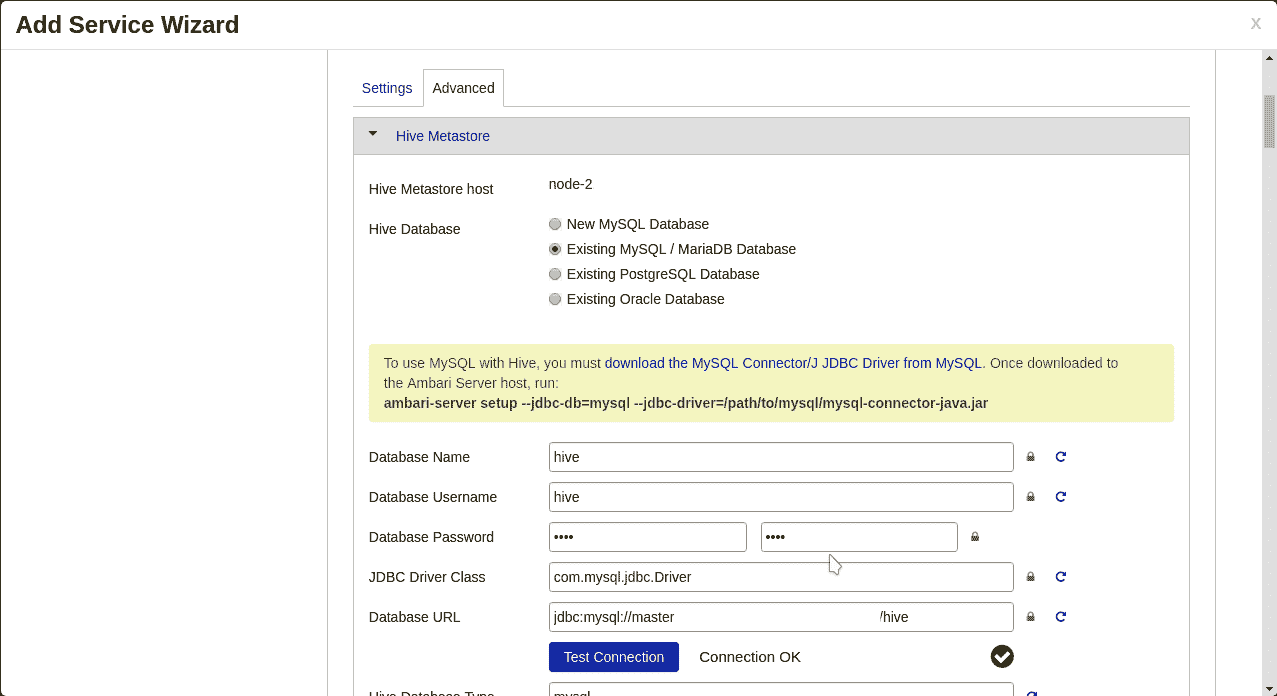 Add Service Wizard
X
Settings Advanced
Hive Metastore
Hive Metastore host node-2
Hive Database
New MySQL Database
Existing MySQL / MariaDB Database
Existing PostgreSQL Database
Existing Oracle Database
To use MySQL with Hive, you must download the MySQL Connector/J JDBC Driver from MySQL. Once downloaded to
the Ambari Server host, run:
ambari-server setup --jdbc-db=mysql --jdbc-driver=/path/to/mysql/mysql-connector-java.jar
Database Name hive
Database Username hive
Database Password •••• ••••
JDBC Driver Class com.mysql.jdbc.Driver
Database URL jdbc:mysql://master /hive
Test Connection Connection OK
Hive Database Type mysql